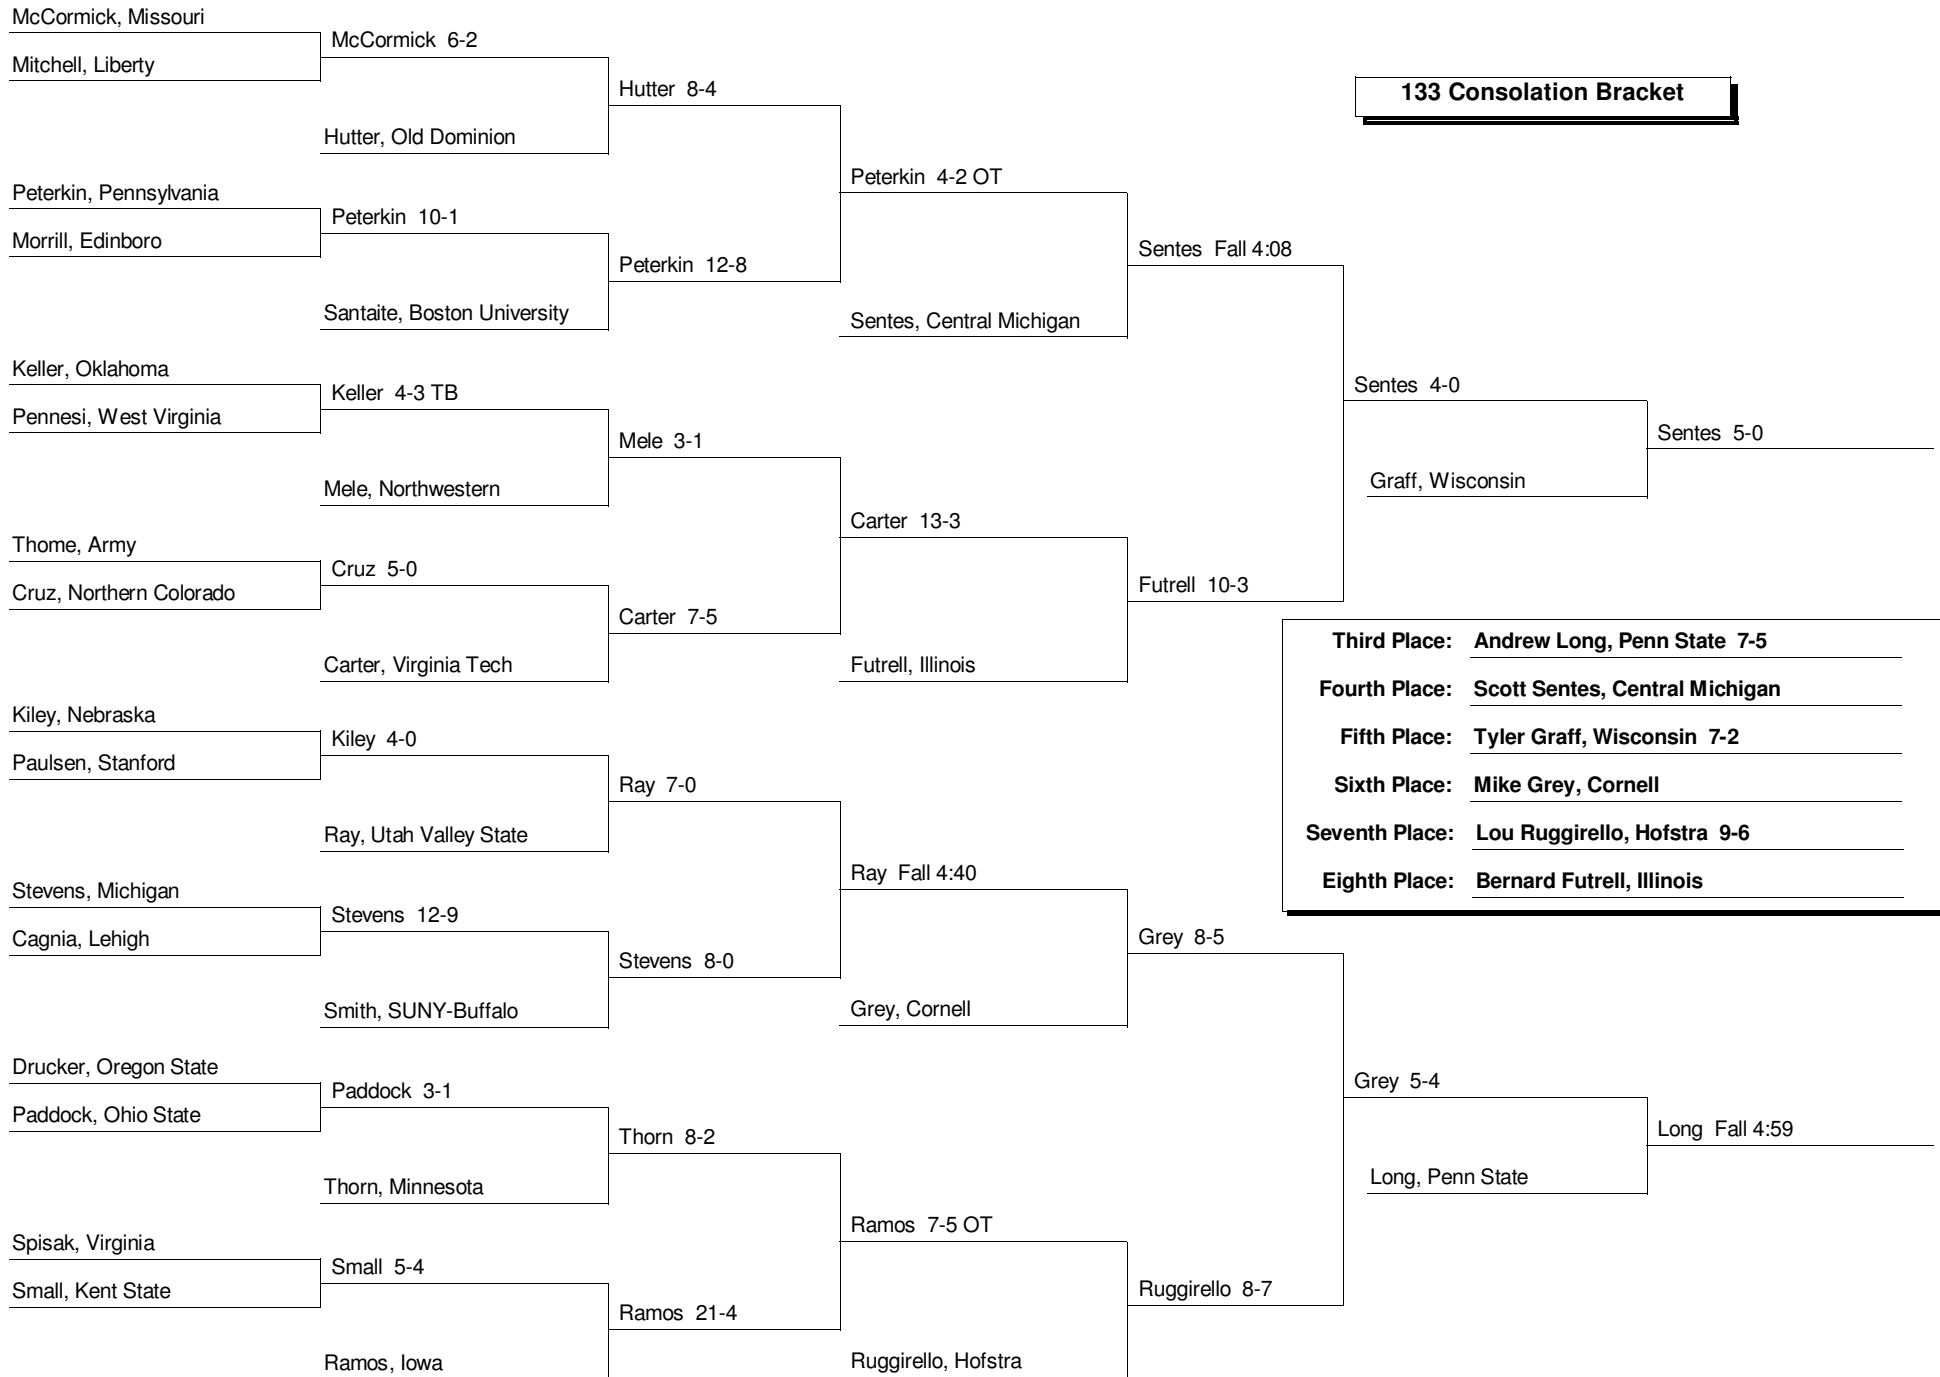 McCormick, Missouri
McCormick 6-2
Mitchell, Liberty
Hutter 8-4
133 Consolation Bracket
Hutter, Old Dominion
Peterkin 4-2 OT
Peterkin, Pennsylvania
Peterkin 10-1
Morrill, Edinboro
Sentes Fall 4:08
Peterkin 12-8
Santaite, Boston University
Sentes, Central Michigan
Keller, Oklahoma
Keller 4-3 TB
Sentes 4-0
Pennesi, West Virginia
Mele 3-1
Sentes 5-0
Mele, Northwestern
Graff, Wisconsin
Carter 13-3
Thome, Army
Cruz 5-0
Cruz, Northern Colorado
Futrell 10-3
Carter 7-5
Third Place: Andrew Long, Penn State 7-5
Carter, Virginia Tech
Futrell, Illinois
Fourth Place: Scott Sentes, Central Michigan
Kiley, Nebraska
Kiley 4-0
Fifth Place: Tyler Graff, Wisconsin 7-2
Paulsen, Stanford
Ray 7-0
Sixth Place: Mike Grey, Cornell
Ray, Utah Valley State
Seventh Place: Lou Ruggirello, Hofstra 9-6
Ray Fall 4:40
Eighth Place: Bernard Futrell, Illinois
Stevens, Michigan
Stevens 12-9
Cagnia, Lehigh
Grey 8-5
Stevens 8-0
Smith, SUNY-Buffalo
Grey, Cornell
Drucker, Oregon State
Paddock 3-1
Grey 5-4
Paddock, Ohio State
Thorn 8-2
Long Fall 4:59
Thorn, Minnesota
Long, Penn State
Ramos 7-5 OT
Spisak, Virginia
Small 5-4
Small, Kent State
Ruggirello 8-7
Ramos 21-4
Ramos, Iowa
Ruggirello, Hofstra